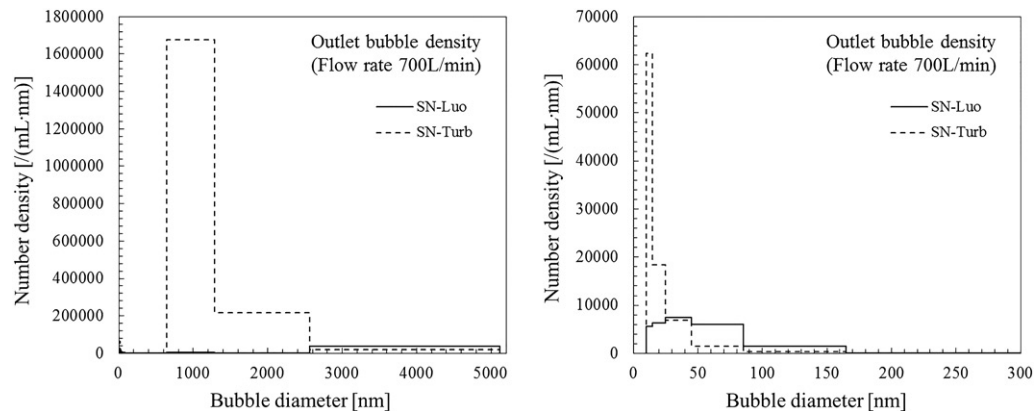 1800000
1600000
1400000
1200000
1000000
800000
600000
400000
200000
0
Number density [/(mL·nm)]
Outlet bubble density
(Flow rate 700L/min)
SN-Luo
SN-Turb
0
1000
2000
3000
4000
5000
Bubble diameter [nm]
70000
60000
50000
40000
30000
20000
10000
0
Number density [/(mL·nm)]
Outlet bubble density
(Flow rate 700L/min)
SN-Luo
SN-Turb
0
50
100
150
200
250
300
Bubble diameter [nm]